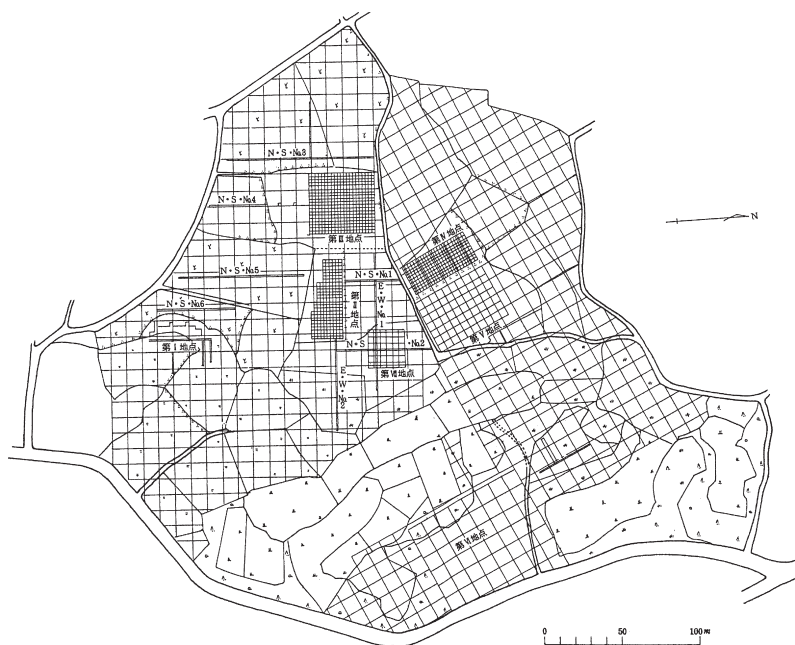 N・S・No.3
N・S・No.4
第Ⅲ地点
第Ⅳ地点
N
N・S・No.5
N・S・No.1
E・W・No.1
第Ⅱ地点
第Ⅴ地点
N・S・No.6
第Ⅰ地点
N・S・No.2
第Ⅶ地点
E・W・No.2
第Ⅵ地点
0 50 100m